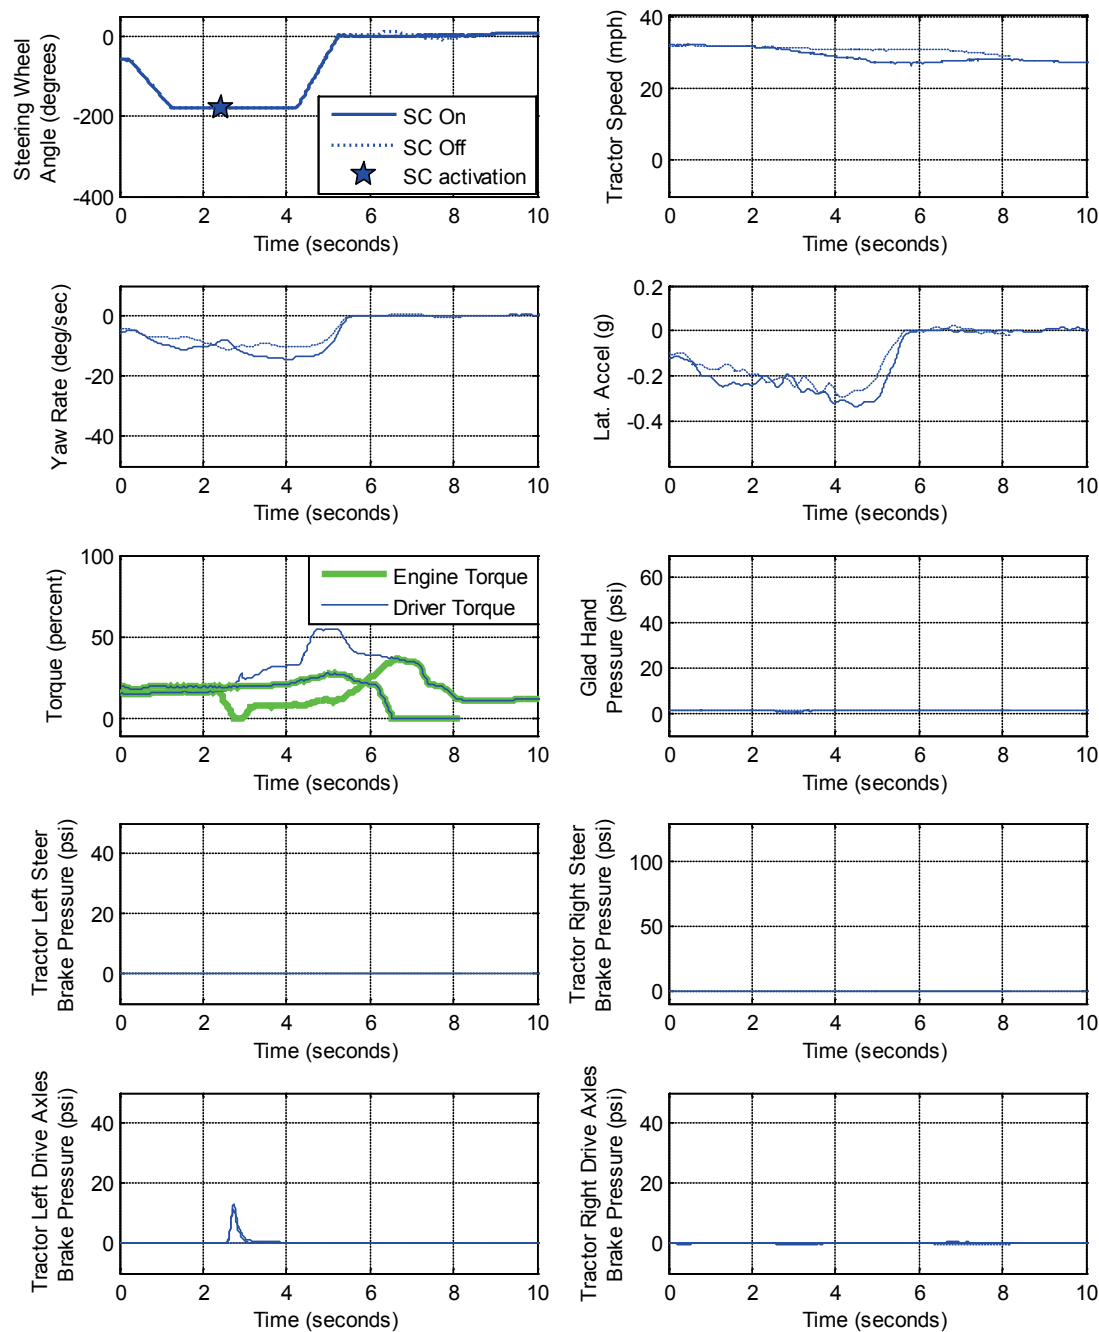 0
-200
-400
Steering Wheel
Angle (degrees)
SC On
SC Off
SC activation
0 2 4 6 8 10
Time (seconds)
40
20
0
Tractor Speed (mph)
0 2 4 6 8 10
Time (seconds)
0
-20
-40
Yaw Rate (deg/sec)
0 2 4 6 8 10
Time (seconds)
0.2
0
-0.2
-0.4
Lat. Accel (g)
0 2 4 6 8 10
Time (seconds)
100
50
0
Torque (percent)
Engine Torque
Driver Torque
0 2 4 6 8 10
Time (seconds)
60
40
20
0
Glad Hand
Pressure (psi)
0 2 4 6 8 10
Time (seconds)
40
20
0
Tractor Left Steer
Brake Pressure (psi)
0 2 4 6 8 10
Time (seconds)
100
50
0
Tractor Right Steer
Brake Pressure (psi)
0 2 4 6 8 10
Time (seconds)
40
20
0
Tractor Left Drive Axles
Brake Pressure (psi)
0 2 4 6 8 10
Time (seconds)
40
20
0
Tractor Right Drive Axles
Brake Pressure (psi)
0 2 4 6 8 10
Time (seconds)